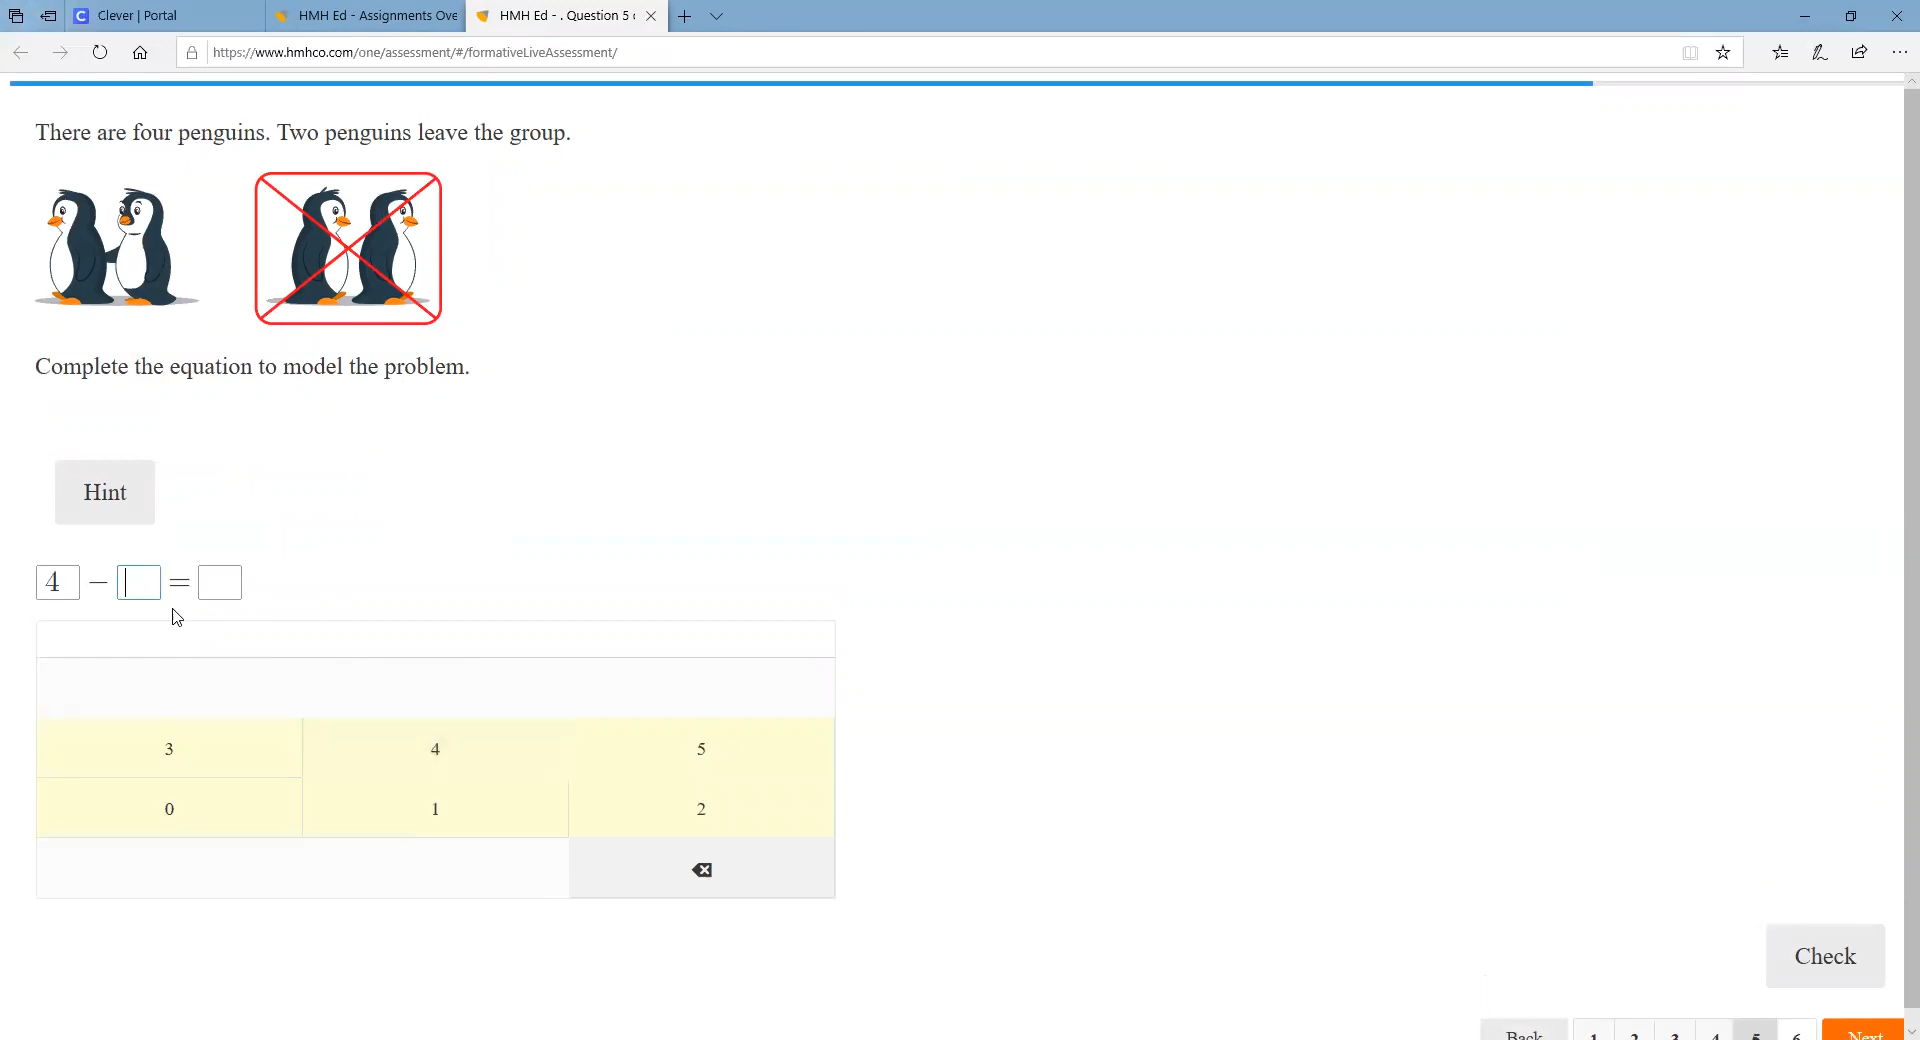 Clever | Portal
HMH Ed - Assignments Ove
HMH Ed - . Question 5
https://www.hmhco.com/one/assessment/#/formativeLiveAssessment/
There are four penguins. Two penguins leave the group.
Complete the equation to model the problem.
Hint
4 − =
3 4 5
0 1 2
Check
Back 1 2 3 4 5 6 Next